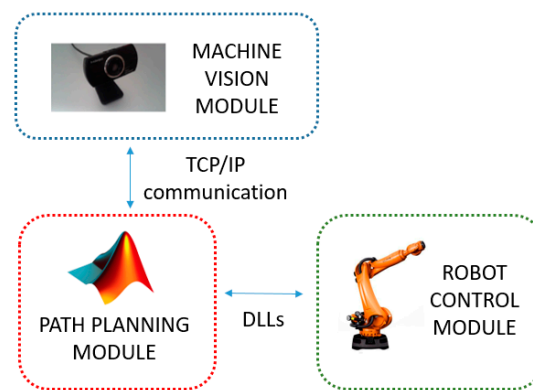 MACHINE
VISION
MODULE
TCP/IP
communication
PATH PLANNING
MODULE
DLLs
ROBOT
CONTROL
MODULE